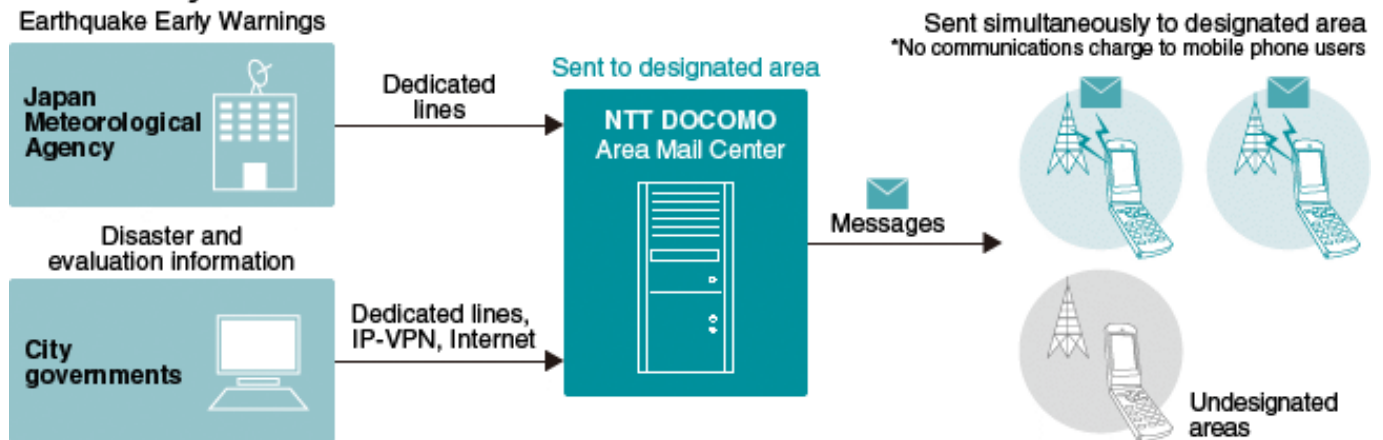 Earthquake Early Warnings
Japan
Meteorological
Agency
Dedicated
lines
Disaster and
evaluation information
City
governments
Dedicated lines,
IP-VPN, Internet
Sent to designated area
NTT DOCOMO
Area Mail Center
Messages
Sent simultaneously to designated area
*No communications charge to mobile phone users
Undesignated
areas